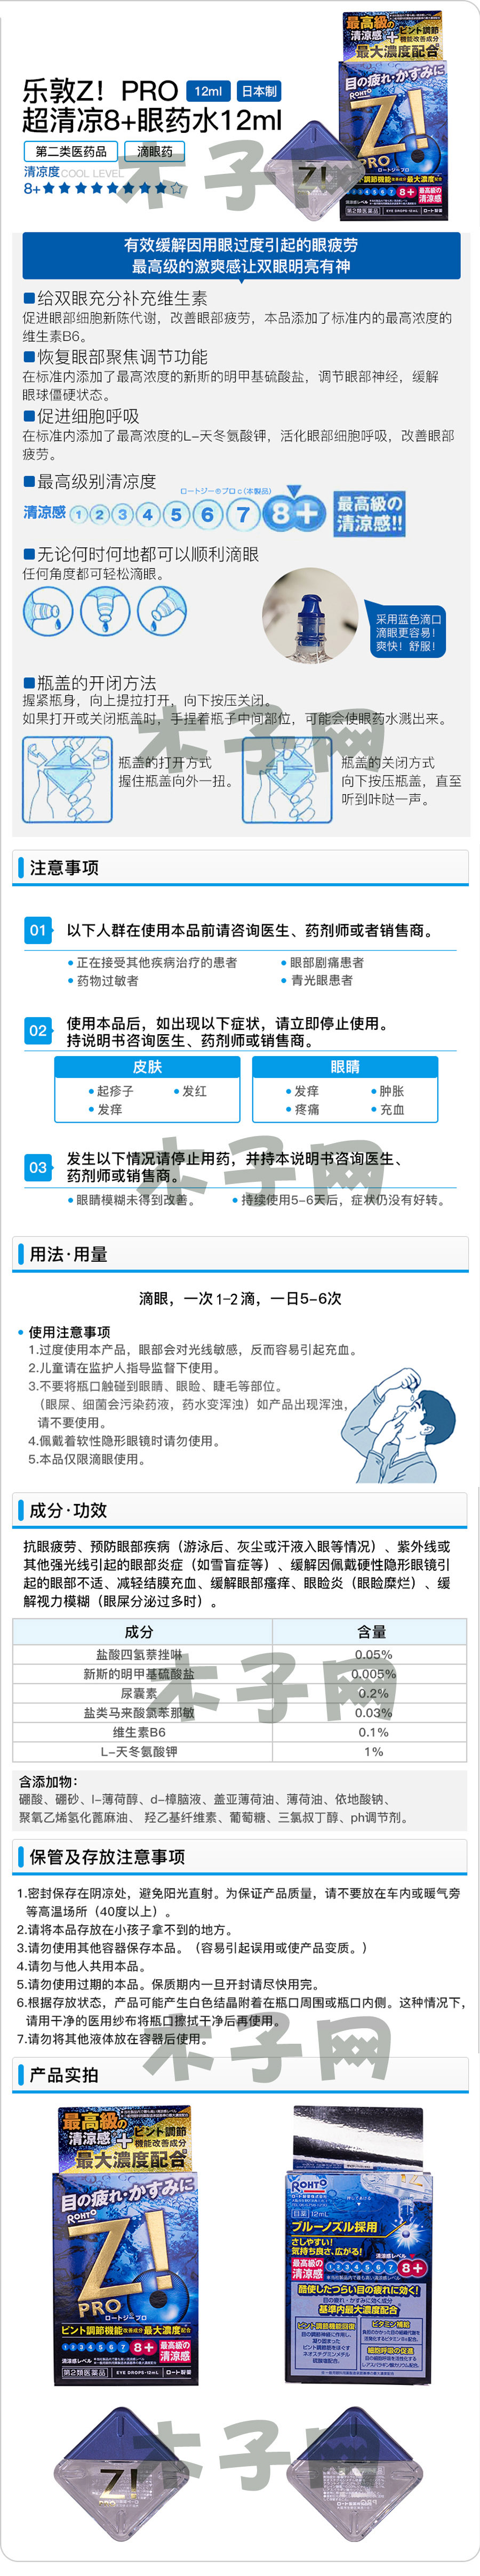 乐敦Z！PRO 12ml 日本制
超清凉8+眼药水12ml
第二类医药品 滴眼药
清凉度COOL LEVEL
8+
最高級の
清涼感
ピント調節
機能改善成分
最大濃度配合
目の疲れ・かすみに
ROHTO
Z!
PRO
ロートジープロ
有效缓解因用眼过度引起的眼疲劳
最高级的激爽感让双眼明亮有神
给双眼充分补充维生素
促进眼部细胞新陈代谢，改善眼部疲劳，本品添加了标准内的最高浓度的
维生素B6。
恢复眼部聚焦调节功能
在标准内添加了最高浓度的新斯的明甲基硫酸盐，调节眼部神经，缓解
眼球僵硬状态。
促进细胞呼吸
在标准内添加了最高浓度的L-天冬氨酸钾，活化眼部细胞呼吸，改善眼部
疲劳。
最高级别清凉度
ロートジー®プロc（本製品）
清涼感 1 2 3 4 5 6 7 8+ 最高級の
清涼感!!
无论何时何地都可以顺利滴眼
任何角度都可轻松滴眼。
采用蓝色滴口
滴眼更容易！
爽快！舒服！
瓶盖的开闭方法
握紧瓶身，向上提拉打开，向下按压关闭。
如果打开或关闭瓶盖时，手捏着瓶子中间部位，可能会使眼药水溅出来。
瓶盖的打开方式
握住瓶盖向外一扭。
瓶盖的关闭方式
向下按压瓶盖，直至
听到咔哒一声。
注意事项
01 以下人群在使用本品前请咨询医生、药剂师或者销售商。
• 正在接受其他疾病治疗的患者 • 眼部剧痛患者
• 药物过敏者 • 青光眼患者
02 使用本品后，如出现以下症状，请立即停止使用。
持说明书咨询医生、药剂师或销售商。
皮肤 眼睛
• 起疹子 • 发红 • 发痒 • 肿胀
• 发痒 • 疼痛 • 充血
03 发生以下情况请停止用药，并持本说明书咨询医生、
药剂师或销售商。
• 眼睛模糊未得到改善。 • 持续使用5-6天后，症状仍没有好转。
用法·用量
滴眼，一次1-2滴，一日5-6次
• 使用注意事项
1.过度使用本产品，眼部会对光线敏感，反而容易引起充血。
2.儿童请在监护人指导监督下使用。
3.不要将瓶口触碰到眼睛、眼睑、睫毛等部位。
（眼屎、细菌会污染药液，药水变浑浊）如产品出现浑浊，
请不要使用。
4.佩戴着软性隐形眼镜时请勿使用。
5.本品仅限滴眼使用。
成分·功效
抗眼疲劳、预防眼部疾病（游泳后、灰尘或汗液入眼等情况）、紫外线或
其他强光线引起的眼部炎症（如雪盲症等）、缓解因佩戴硬性隐形眼镜引
起的眼部不适、减轻结膜充血、缓解眼部瘙痒、眼睑炎（眼睑糜烂）、缓
解视力模糊（眼屎分泌过多时）。
成分 含量
盐酸四氢萘挫啉 0.05%
新斯的明甲基硫酸盐 0.005%
尿囊素 0.2%
盐类马来酸氯苯那敏 0.03%
维生素B6 0.1%
L-天冬氨酸钾 1%
含添加物：
硼酸、硼砂、l-薄荷醇、d-樟脑液、盖亚薄荷油、薄荷油、依地酸钠、
聚氧乙烯氢化蓖麻油、 羟乙基纤维素、葡萄糖、三氯叔丁醇、ph调节剂。
保管及存放注意事项
1.密封保存在阴凉处，避免阳光直射。为保证产品质量，请不要放在车内或暖气旁
等高温场所（40度以上）。
2.请将本品存放在小孩子拿不到的地方。
3.请勿使用其他容器保存本品。（容易引起误用或使产品变质。）
4.请勿与他人共用本品。
5.请勿使用过期的本品。保质期内一旦开封请尽快用完。
6.根据存放状态，产品可能产生白色结晶附着在瓶口周围或瓶口内侧。这种情况下，
请用干净的医用纱布将瓶口擦拭干净后再使用。
7.请勿将其他液体放在容器后使用。
产品实拍
最高級の
清涼感
ピント調節
機能改善成分
最大濃度配合
目の疲れ・かすみに
ROHTO
Z!
PRO
ロートジープロ
ピント調節機能改善成分最大濃度配合
1 2 3 4 5 6 7 8+ 最高級の
清涼感
清涼感レベル
第2類医薬品 EYE DROPS・12mL ロート製薬
ROHTO
目薬 12mL
ブルーノズル採用
さしやすい！
気持ち良さ、広がる！
最高級の
清涼感
清涼感レベル
1 2 3 4 5 6 7 8+
酷使したつらい目の疲れに効く！
目の疲れ・かすみに効く成分
基準内最大濃度配合
ピント調節機能回復
ビタミン補給
細胞呼吸の促進
Z!
木子网